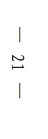 — 21 —